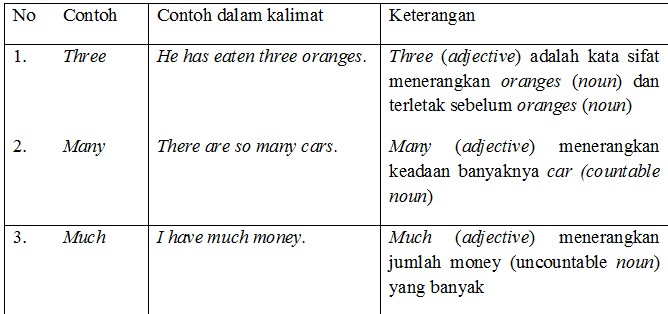 No Contoh Contoh dalam kalimat Keterangan
1. Three He has eaten three oranges. Three (adjective) adalah kata sifat
menerangkan oranges (noun) dan
terletak sebelum oranges (noun)
2. Many There are so many cars. Many (adjective) menerangkan
keadaan banyaknya car (countable
noun)
3. Much I have much money. Much (adjective) menerangkan
jumlah money (uncountable noun)
yang banyak